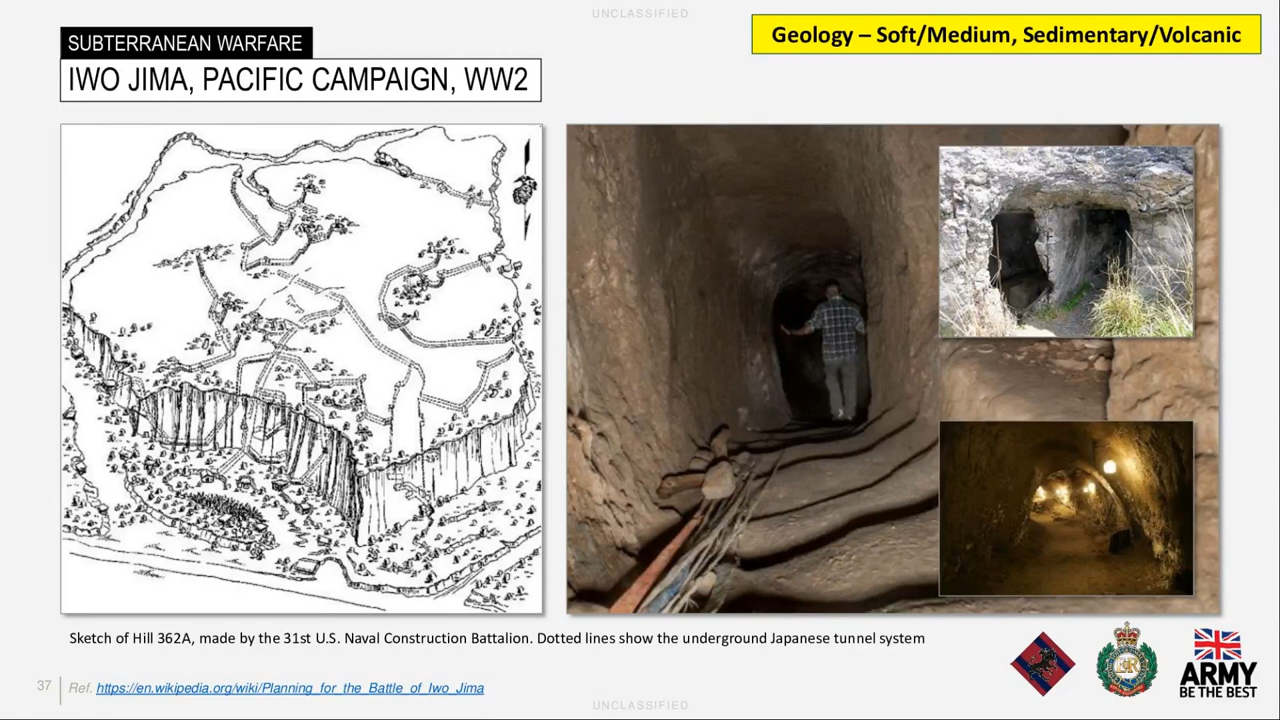 UNCLASSIFIED
Geology – Soft/Medium, Sedimentary/Volcanic
SUBTERRANEAN WARFARE
IWO JIMA, PACIFIC CAMPAIGN, WW2
Sketch of Hill 362A, made by the 31st U.S. Naval Construction Battalion. Dotted lines show the underground Japanese tunnel system
ARMY
BE THE BEST
37
Ref. https://en.wikipedia.org/wiki/Planning_for_the_Battle_of_Iwo_Jima
UNCLASSIFIED